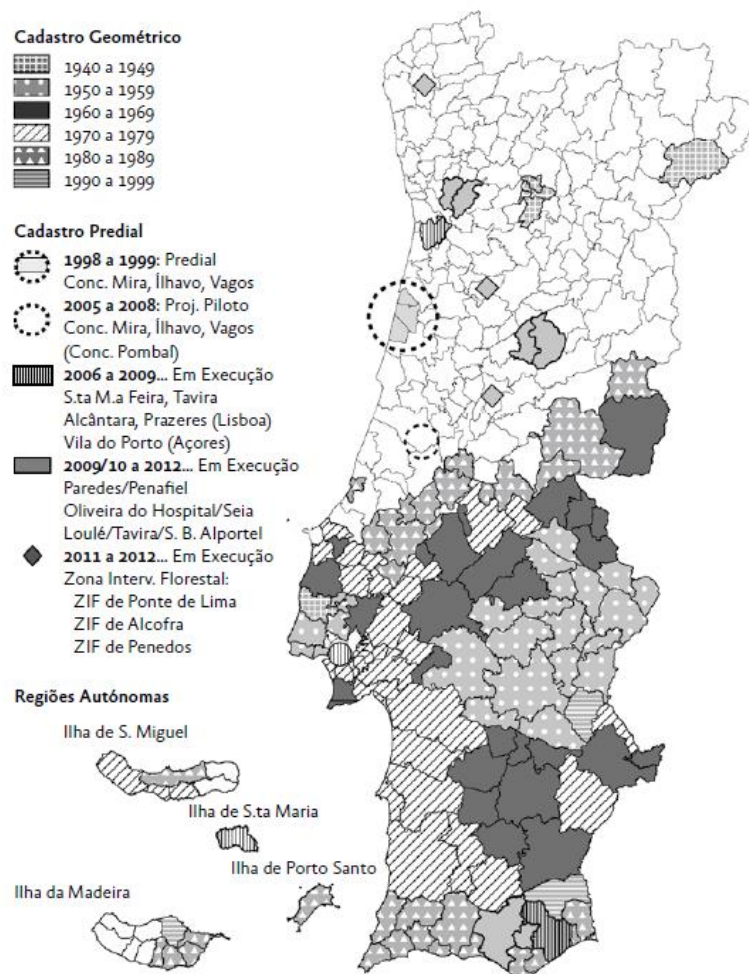 Cadastro Geométrico
1940 a 1949
1950 a 1959
1960 a 1969
1970 a 1979
1980 a 1989
1990 a 1999
Cadastro Predial
1998 a 1999: Predial
Conc. Mira, Ílhavo, Vagos
2005 a 2008: Proj. Piloto
Conc. Mira, Ílhavo, Vagos
(Conc. Pombal)
2006 a 2009... Em Execução
S.ta M.a Feira, Tavira
Alcântara, Prazeres (Lisboa)
Vila do Porto (Açores)
2009/10 a 2012... Em Execução
Paredes/Penafiel
Oliveira do Hospital/Seia
Loulé/Tavira/S. B. Alportel
2011 a 2012... Em Execução
Zona Interv. Florestal:
ZIF de Ponte de Lima
ZIF de Alcofra
ZIF de Penedos
Regiões Autónomas
Ilha de S. Miguel
Ilha de S.ta Maria
Ilha de Porto Santo
Ilha da Madeira